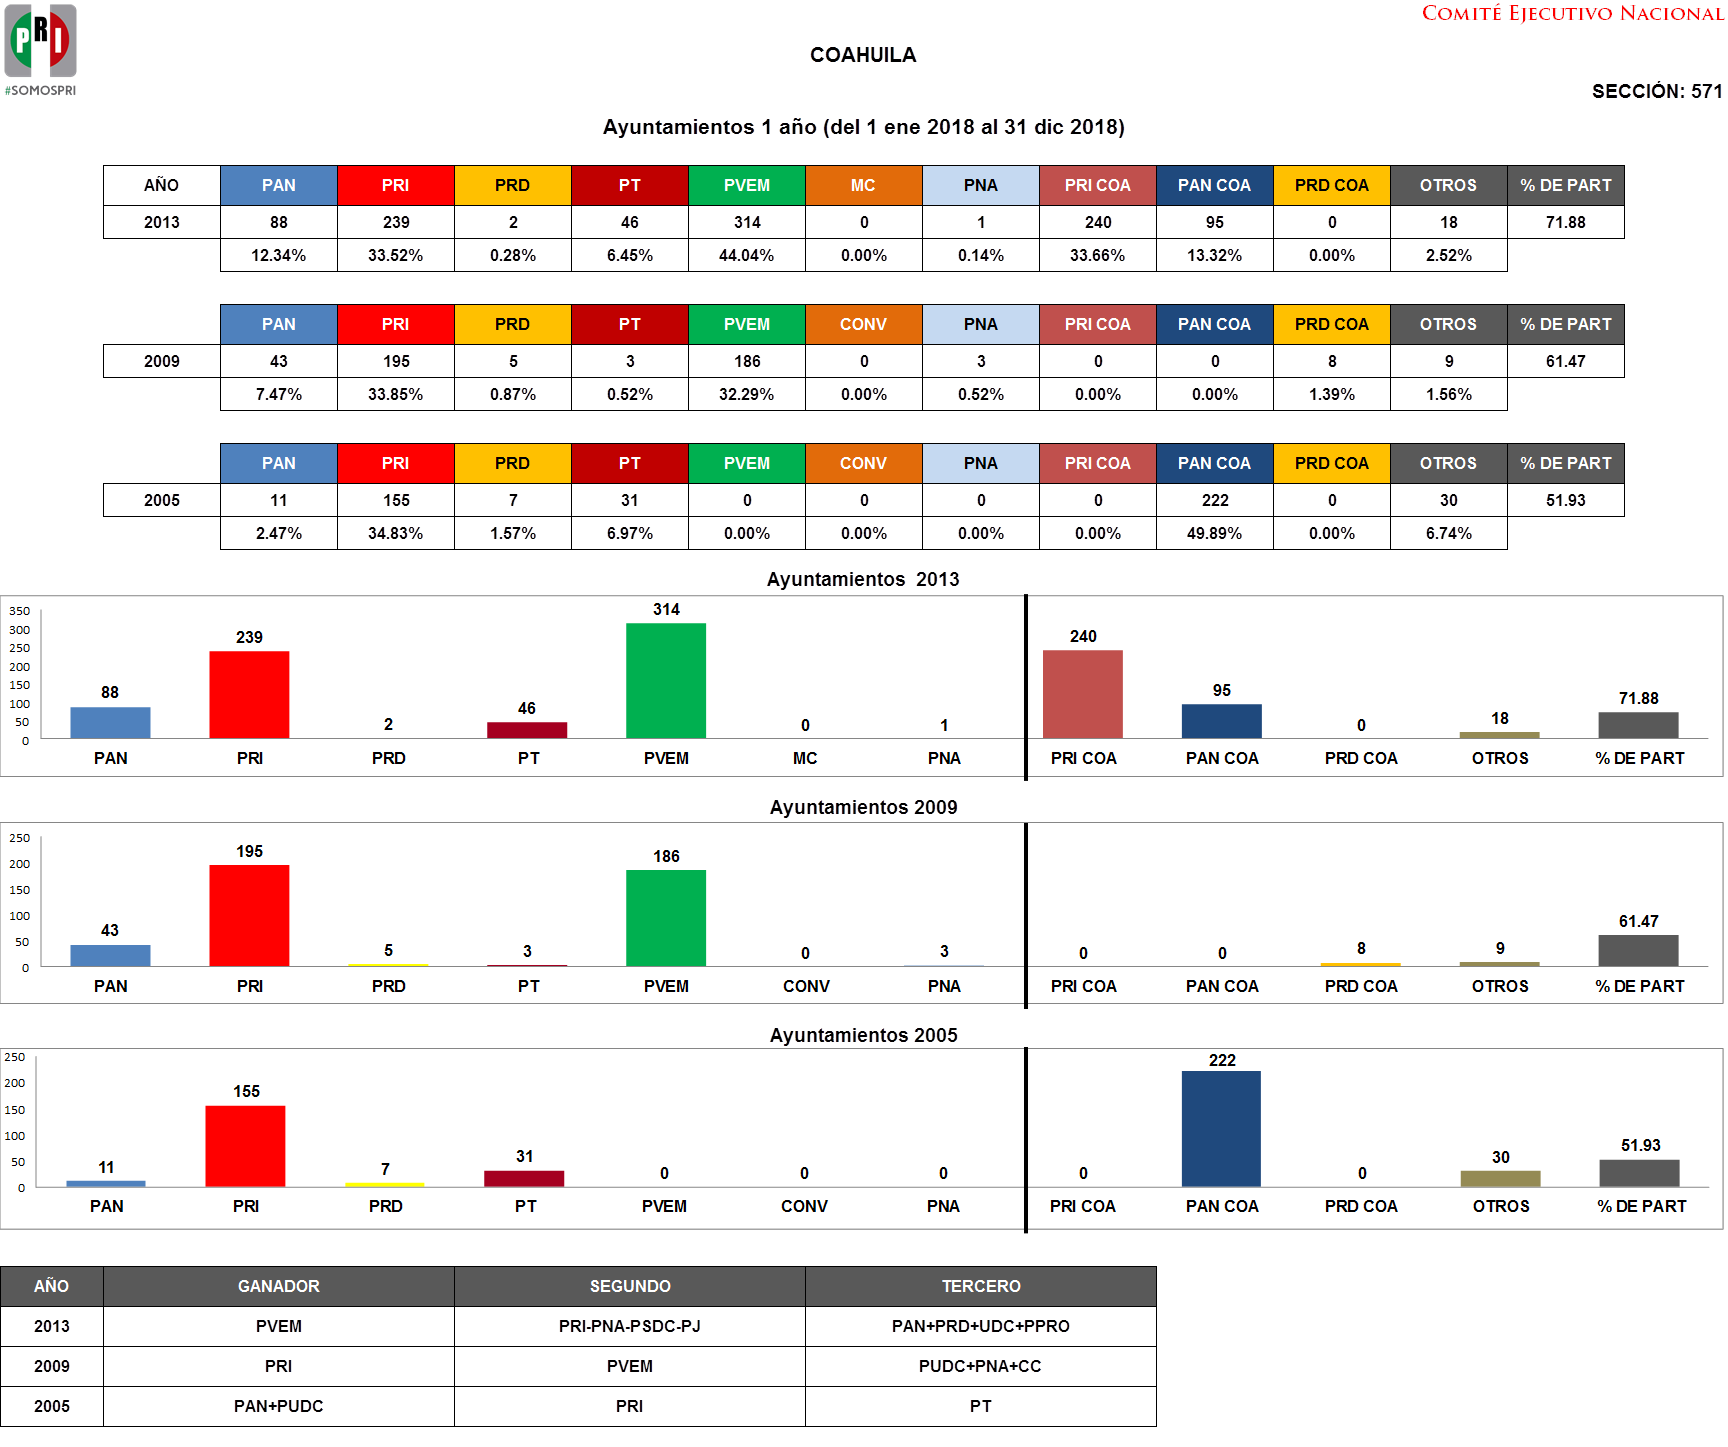 COMITÉ EJECUTIVO NACIONAL
PRI
#SOMOSPRI
COAHUILA
SECCIÓN: 571
Ayuntamientos 1 año (del 1 ene 2018 al 31 dic 2018)
AÑO PAN PRI PRD PT PVEM MC PNA PRI COA PAN COA PRD COA OTROS % DE PART
2013 88 239 2 46 314 0 1 240 95 0 18 71.88
12.34% 33.52% 0.28% 6.45% 44.04% 0.00% 0.14% 33.66% 13.32% 0.00% 2.52%
PAN PRI PRD PT PVEM CONV PNA PRI COA PAN COA PRD COA OTROS % DE PART
2009 43 195 5 3 186 0 3 0 0 8 9 61.47
7.47% 33.85% 0.87% 0.52% 32.29% 0.00% 0.52% 0.00% 0.00% 1.39% 1.56%
PAN PRI PRD PT PVEM CONV PNA PRI COA PAN COA PRD COA OTROS % DE PART
2005 11 155 7 31 0 0 0 0 222 0 30 51.93
2.47% 34.83% 1.57% 6.97% 0.00% 0.00% 0.00% 0.00% 49.89% 0.00% 6.74%
Ayuntamientos 2013
350
300
250
200
150
100
50
0
88 239 2 46 314 0 1 240 95 0 18 71.88
PAN PRI PRD PT PVEM MC PNA PRI COA PAN COA PRD COA OTROS % DE PART
Ayuntamientos 2009
250
200
150
100
50
0
43 195 5 3 186 0 3 0 0 8 9 61.47
PAN PRI PRD PT PVEM CONV PNA PRI COA PAN COA PRD COA OTROS % DE PART
Ayuntamientos 2005
250
200
150
100
50
0
11 155 7 31 0 0 0 0 222 0 30 51.93
PAN PRI PRD PT PVEM CONV PNA PRI COA PAN COA PRD COA OTROS % DE PART
AÑO GANADOR SEGUNDO TERCERO
2013 PVEM PRI-PNA-PSDC-PJ PAN+PRD+UDC+PPRO
2009 PRI PVEM PUDC+PNA+CC
2005 PAN+PUDC PRI PT